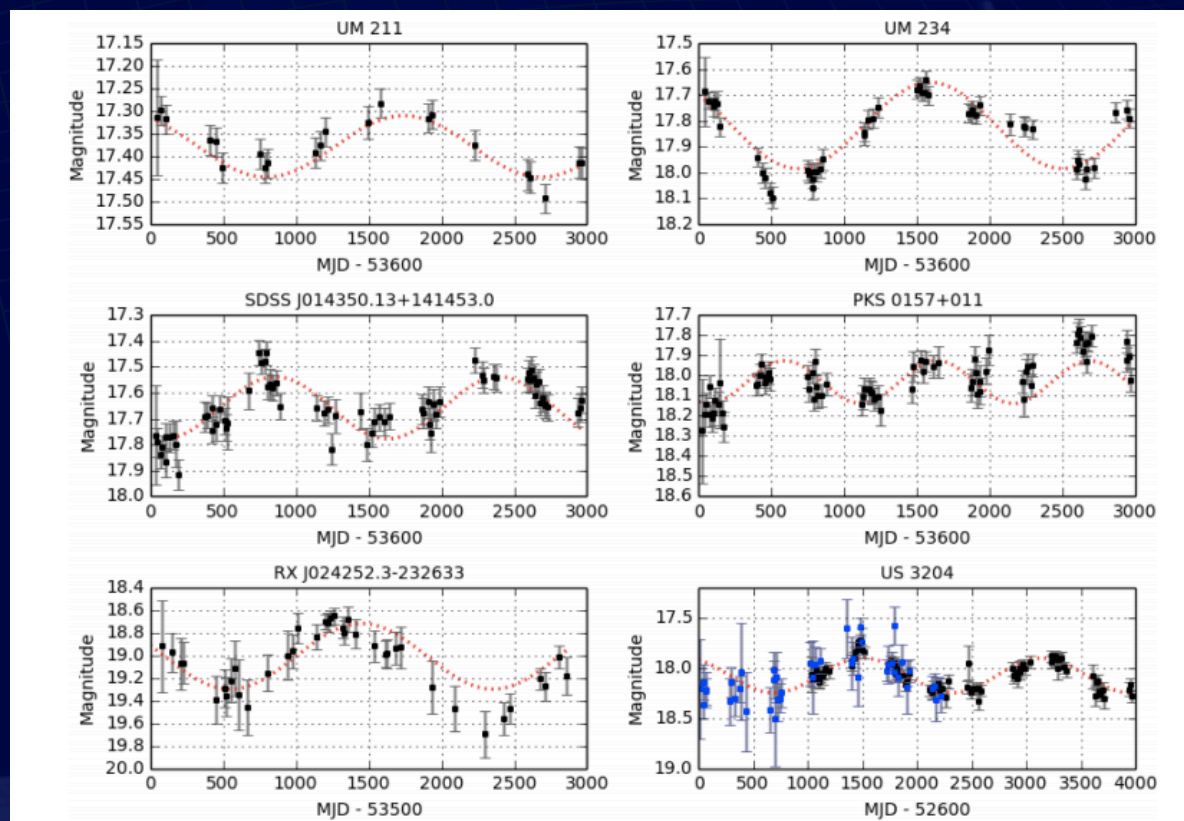 UM 211
17.15
17.20
17.25
17.30
17.35
17.40
17.45
17.50
17.55
Magnitude
0 500 1000 1500 2000 2500 3000
MJD - 53600
UM 234
17.5
17.6
17.7
17.8
17.9
18.0
18.1
18.2
Magnitude
0 500 1000 1500 2000 2500 3000
MJD - 53600
SDSS J014350.13+141453.0
17.3
17.4
17.5
17.6
17.7
17.8
17.9
18.0
Magnitude
0 500 1000 1500 2000 2500 3000
MJD - 53600
PKS 0157+011
17.7
17.8
17.9
18.0
18.1
18.2
18.3
18.4
18.5
18.6
Magnitude
0 500 1000 1500 2000 2500 3000
MJD - 53600
RX J024252.3-232633
18.4
18.6
18.8
19.0
19.2
19.4
19.6
19.8
20.0
Magnitude
0 500 1000 1500 2000 2500 3000
MJD - 53500
US 3204
17.5
18.0
18.5
19.0
Magnitude
0 500 1000 1500 2000 2500 3000 3500 4000
MJD - 52600